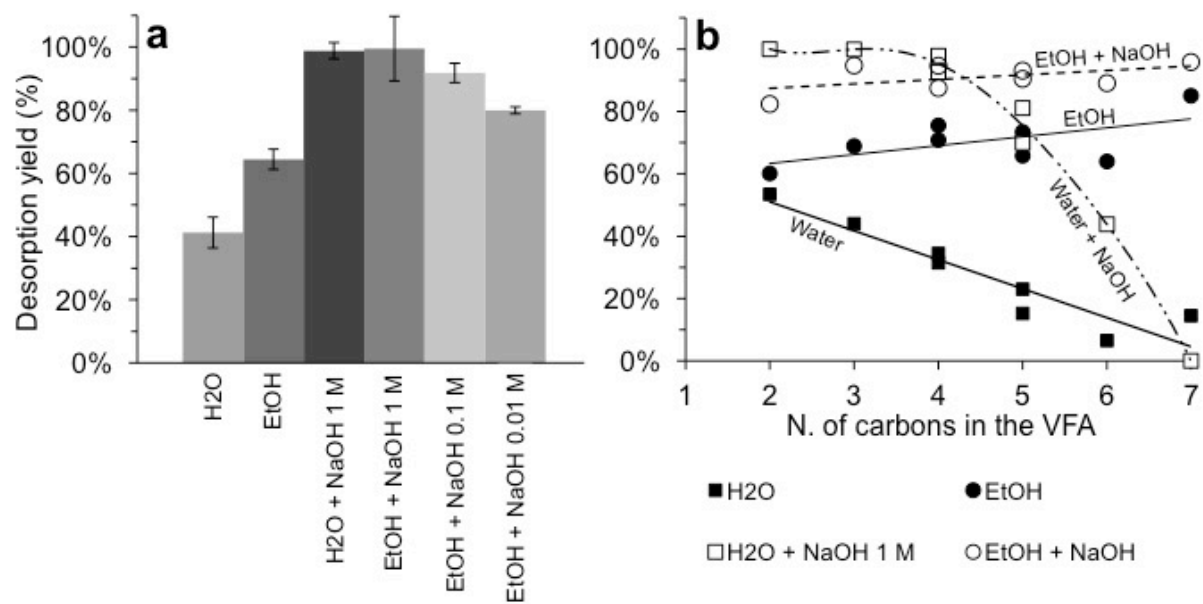 a
Desorption yield (%)
100%
80%
60%
40%
20%
0%
H2O
EtOH
H2O + NaOH 1 M
EtOH + NaOH 1 M
EtOH + NaOH 0.1 M
EtOH + NaOH 0.01 M
b
100%
80%
60%
40%
20%
0%
EtOH + NaOH
EtOH
Water
Water + NaOH
1 2 3 4 5 6 7
N. of carbons in the VFA
H2O
EtOH
H2O + NaOH 1 M
EtOH + NaOH